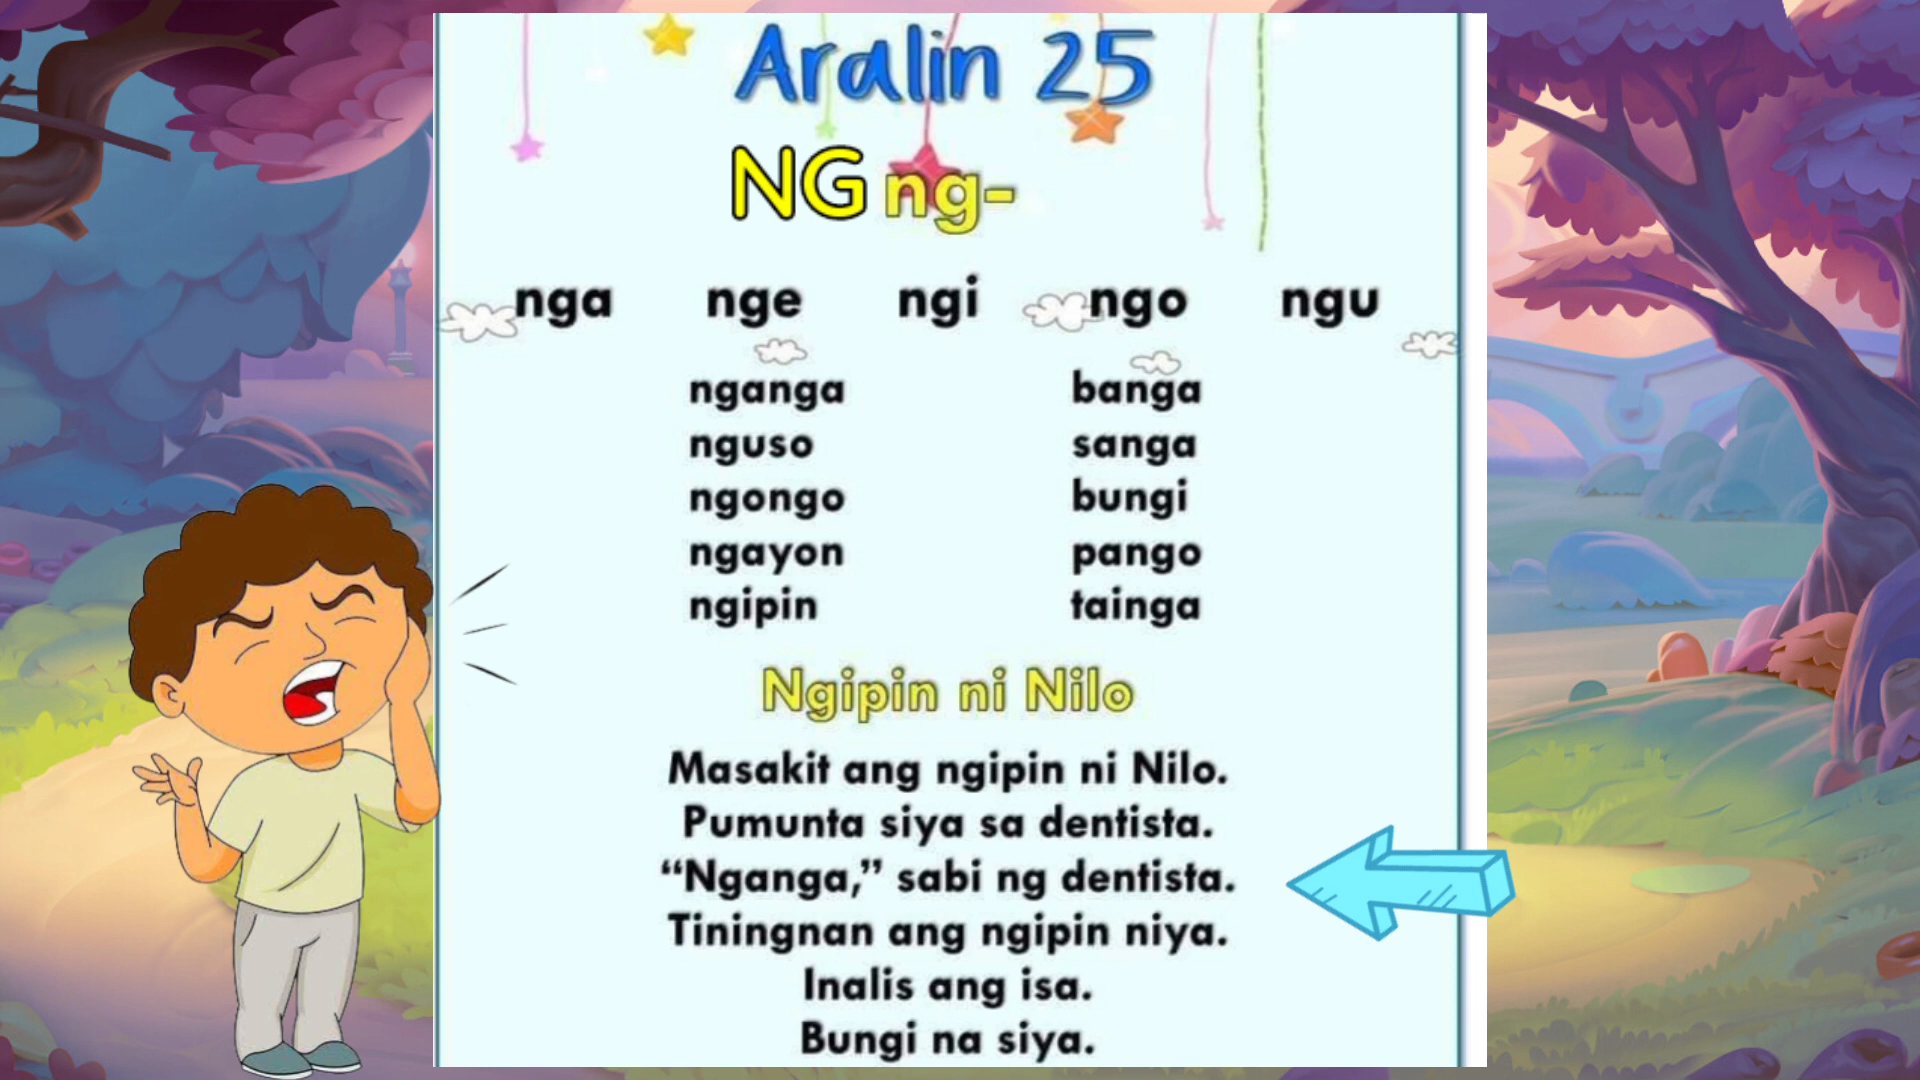 Aralin 25
NG ng-
nga nge ngi ngo ngu
nganga banga
nguso sanga
ngongo bungi
ngayon pango
ngipin tainga
Ngipin ni Nilo
Masakit ang ngipin ni Nilo.
Pumunta siya sa dentista.
“Nganga,” sabi ng dentista.
Tiningnan ang ngipin niya.
Inalis ang isa.
Bungi na siya.